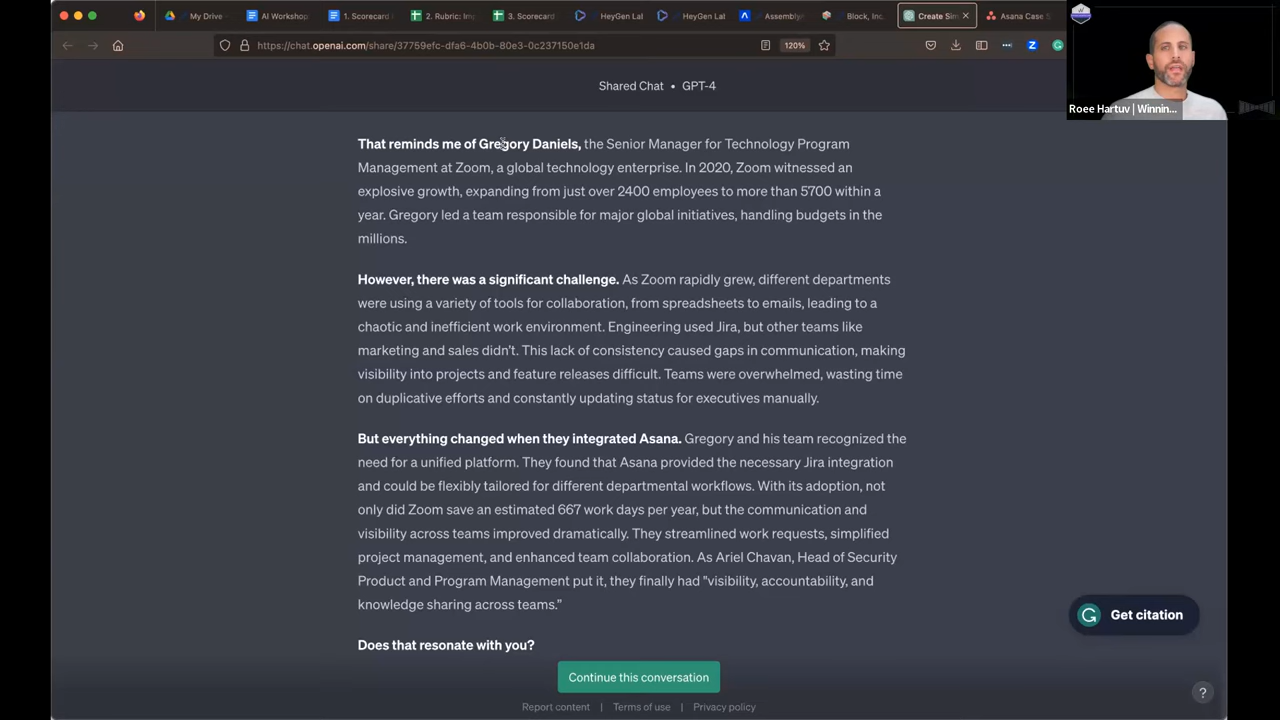 My Drive -
AI Workshop
1. Scorecard
2. Rubric: Im
3. Scorecard
HeyGen Lal
HeyGen Lal
Assembly
Block, Inc.
Create Sin
Asana Case S
https://chat.openai.com/share/37759efc-dfa6-4b0b-80e3-0c237150e1da
120%
Roee Hartuv | Winnin...
Shared Chat • GPT-4
That reminds me of Gregory Daniels, the Senior Manager for Technology Program
Management at Zoom, a global technology enterprise. In 2020, Zoom witnessed an
explosive growth, expanding from just over 2400 employees to more than 5700 within a
year. Gregory led a team responsible for major global initiatives, handling budgets in the
millions.
However, there was a significant challenge. As Zoom rapidly grew, different departments
were using a variety of tools for collaboration, from spreadsheets to emails, leading to a
chaotic and inefficient work environment. Engineering used Jira, but other teams like
marketing and sales didn't. This lack of consistency caused gaps in communication, making
visibility into projects and feature releases difficult. Teams were overwhelmed, wasting time
on duplicative efforts and constantly updating status for executives manually.
But everything changed when they integrated Asana. Gregory and his team recognized the
need for a unified platform. They found that Asana provided the necessary Jira integration
and could be flexibly tailored for different departmental workflows. With its adoption, not
only did Zoom save an estimated 667 work days per year, but the communication and
visibility across teams improved dramatically. They streamlined work requests, simplified
project management, and enhanced team collaboration. As Ariel Chavan, Head of Security
Product and Program Management put it, they finally had "visibility, accountability, and
knowledge sharing across teams."
Get citation
Does that resonate with you?
Continue this conversation
?
Report content | Terms of use | Privacy policy